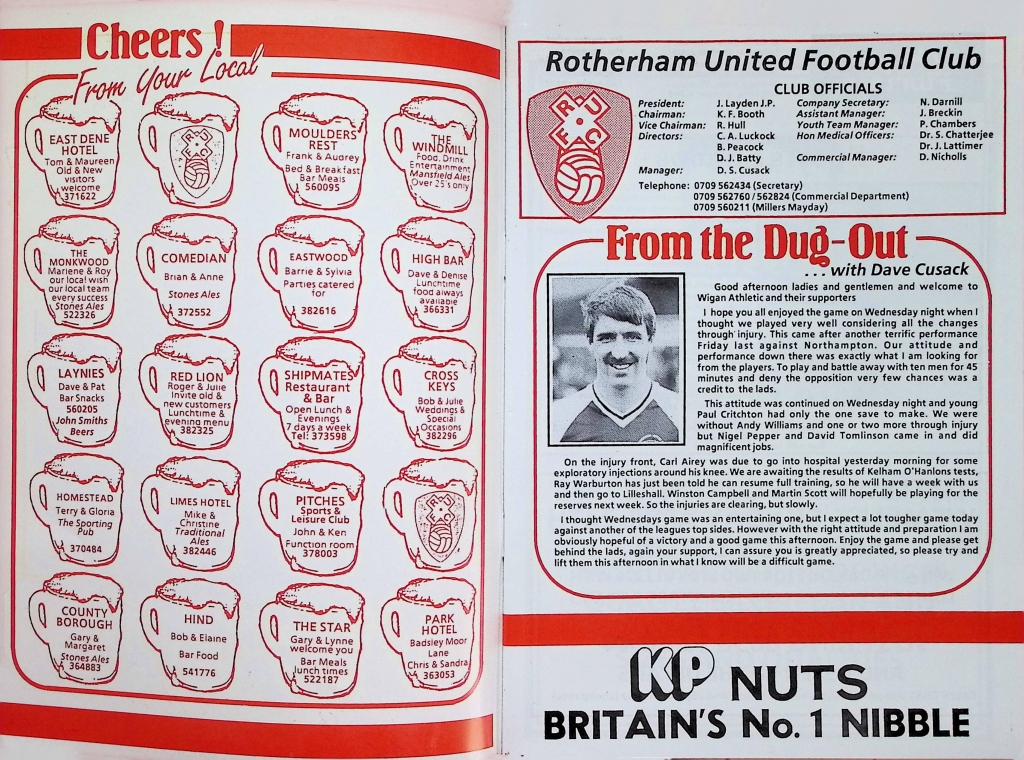 Cheers!
From Your Local
EAST DENE
HOTEL
Tom & Maureen
Old & New
visitors
welcome
371622
RUFC
MOULDERS
REST
Frank & Audrey
Bed & Breakfast
Bar Meals
560095
THE
WINDMILL
Food, Drink
Entertainment
Mansfield Ales
Over 25's only
THE
MONKWOOD
Marlene & Roy
our local wish
our local team
every success
Stones Ales
522326
COMEDIAN
Brian & Anne
Stones Ales
372552
EASTWOOD
Barrie & Sylvia
Parties catered
for
382616
HIGH BAR
Dave & Denise
Lunchtime
food always
available
366331
LAYNIES
Dave & Pat
Bar Snacks
560205
John Smiths
Beers
RED LION
Roger & Julie
Invite old &
new customers
Lunchtime &
evening menu
382325
SHIPMATES
Restaurant
& Bar
Open Lunch &
Evenings
7 days a week
Tel: 373598
CROSS
KEYS
Bob & Julie
Weddings &
Special
Occasions
382296
HOMESTEAD
Terry & Gloria
The Sporting
Pub
370484
LIMES HOTEL
Mike &
Christine
Traditional
Ales
382446
PITCHES
Sports &
Leisure Club
John & Ken
Function room
378003
RUFC
COUNTY
BOROUGH
Gary &
Margaret
Stones Ales
364883
HIND
Bob & Elaine
Bar Food
541776
THE STAR
Gary & Lynne
welcome you
Bar Meals
lunch times
522187
PARK
HOTEL
Badsley Moor
Lane
Chris & Sandra
363053
Rotherham United Football Club
CLUB OFFICIALS
RUFC
President: J. Layden J.P.
Chairman: K. F. Booth
Vice Chairman: R. Hull
Directors: C. A. Luckock
B. Peacock
D. J. Batty
Manager: D. S. Cusack
Company Secretary: N. Darnill
Assistant Manager: J. Breckin
Youth Team Manager: P. Chambers
Hon Medical Officers: Dr. S. Chatterjee
Dr. J. Lattimer
Commercial Manager: D. Nicholls
Telephone: 0709 562434 (Secretary)
0709 562760/562824 (Commercial Department)
0709 560211 (Millers Mayday)
From the Dug-Out
...with Dave Cusack
Good afternoon ladies and gentlemen and welcome to
Wigan Athletic and their supporters
I hope you all enjoyed the game on Wednesday night when I
thought we played very well considering all the changes
through injury. This came after another terrific performance
Friday last against Northampton. Our attitude and
performance down there was exactly what I am looking for
from the players. To play and battle away with ten men for 45
minutes and deny the opposition very few chances was a
credit to the lads.
This attitude was continued on Wednesday night and young
Paul Critchton had only the one save to make. We were
without Andy Williams and one or two more through injury
but Nigel Pepper and David Tomlinson came in and did
magnificent jobs.
On the injury front, Carl Airey was due to go into hospital yesterday morning for some
exploratory injections around his knee. We are awaiting the results of Kelham O'Hanlons tests,
Ray Warburton has just been told he can resume full training, so he will have a week with us
and then go to Lilleshall. Winston Campbell and Martin Scott will hopefully be playing for the
reserves next week. So the injuries are clearing, but slowly.
I thought Wednesdays game was an entertaining one, but I expect a lot tougher game today
against another of the leagues top sides. However with the right attitude and preparation I am
obviously hopeful of a victory and a good game this afternoon. Enjoy the game and please get
behind the lads, again your support, I can assure you is greatly appreciated, so please try and
lift them this afternoon in what I know will be a difficult game.
KP NUTS
BRITAIN'S No. 1 NIBBLE